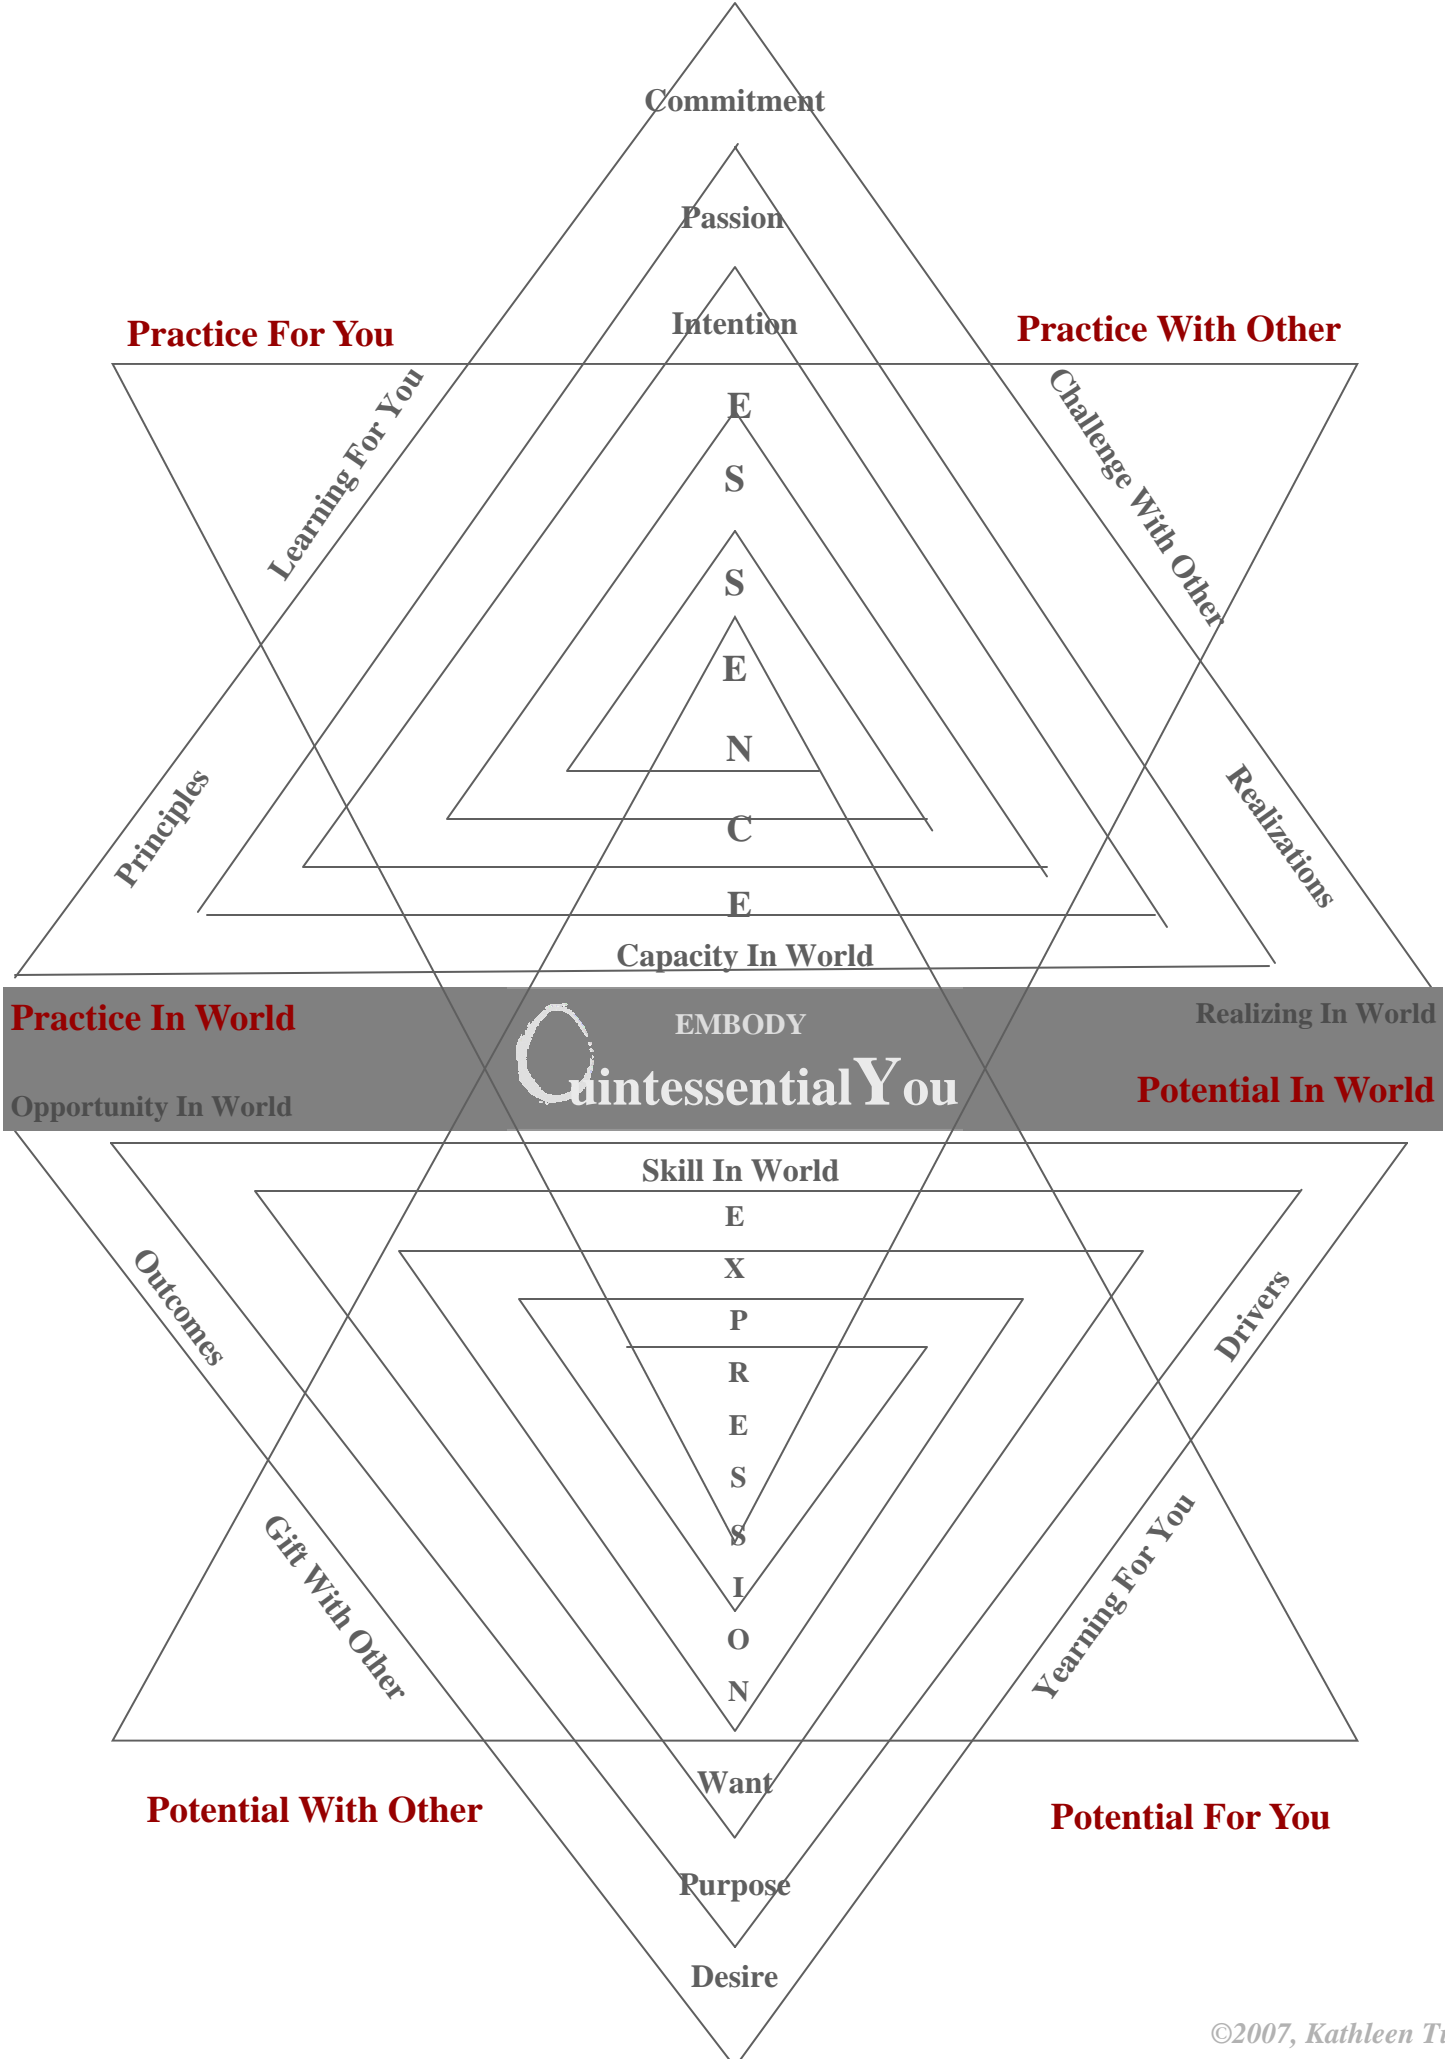 Commitment
Passion
Intention
Practice For You
Practice With Other
Learning For You
Challenge With Other
E
S
S
E
N
C
E
Principles
Realizations
Capacity In World
Practice In World
EMBODY
Realizing In World
QuintessentialYou
Potential In World
Opportunity In World
Skill In World
E
X
P
R
E
S
S
I
O
N
Outcomes
Drivers
Gift With Other
Yearning For You
Want
Potential With Other
Potential For You
Purpose
Desire
©2007, Kathleen